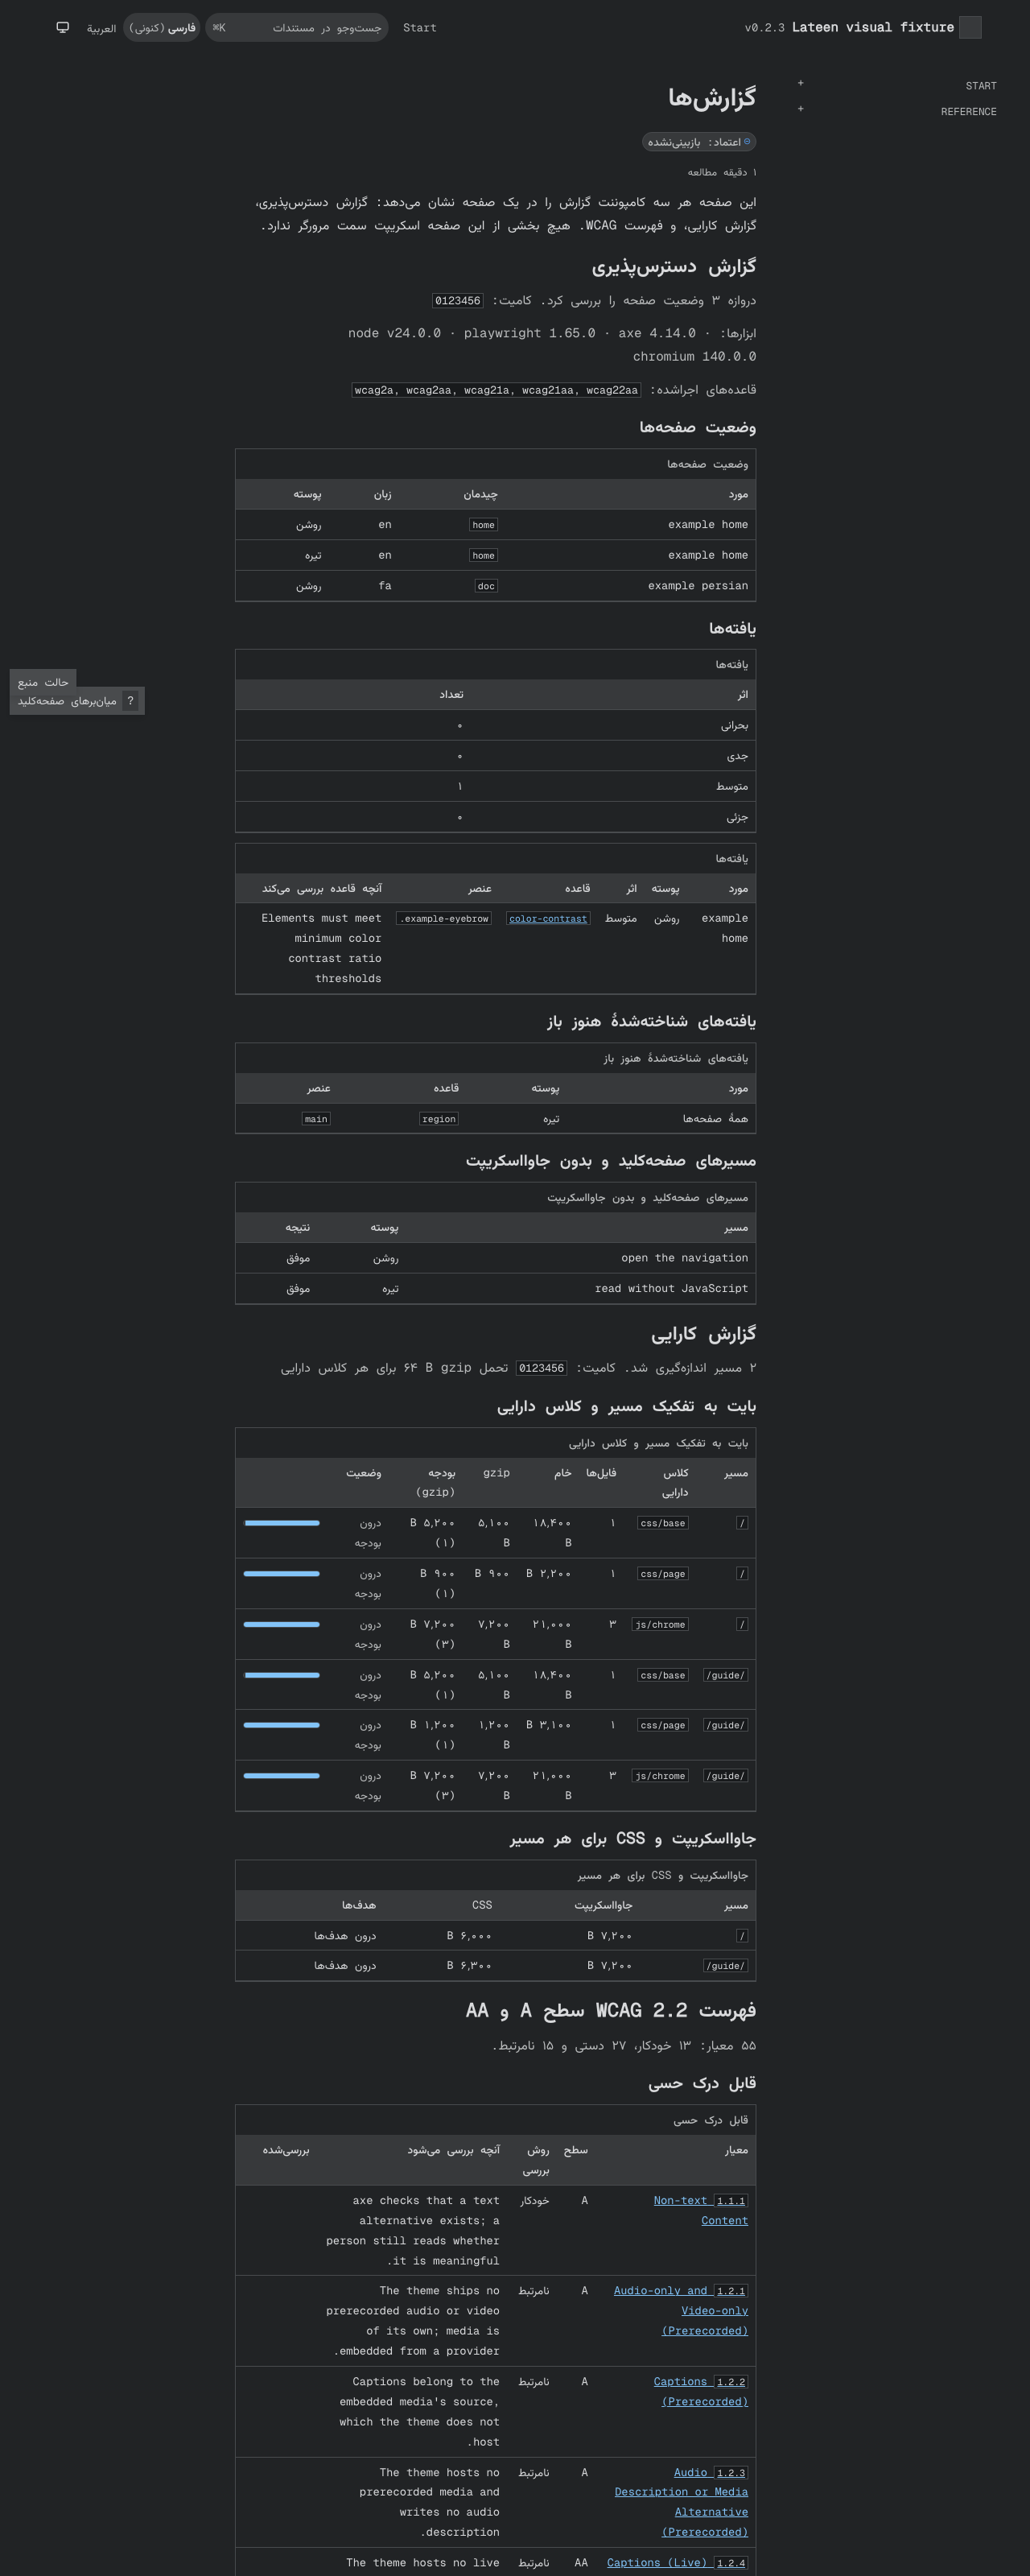 Lateen visual fixture v0.2.3
Start
جست‌وجو در مستندات ⌘K
فارسی (کنونی)
العربية
START +
REFERENCE +
گزارش‌ها
اعتماد: بازبینی‌نشده
۱ دقیقه مطالعه
این صفحه هر سه کامپوننت گزارش را در یک صفحه نشان می‌دهد: گزارش دسترس‌پذیری،
گزارش کارایی، و فهرست WCAG. هیچ بخشی از این صفحه اسکریپت سمت مرورگر ندارد.
گزارش دسترس‌پذیری
دروازه ۳ وضعیت صفحه را بررسی کرد. کامیت: 0123456
ابزارها: node v24.0.0 · playwright 1.65.0 · axe 4.14.0 ·
chromium 140.0.0
قاعده‌های اجراشده: wcag2a, wcag2aa, wcag21a, wcag21aa, wcag22aa
وضعیت صفحه‌ها
وضعیت صفحه‌ها
مورد چیدمان زبان پوسته
example home home en روشن
example home home en تیره
example persian doc fa روشن
یافته‌ها
یافته‌ها
اثر تعداد
بحرانی ۰
جدی ۰
متوسط ۱
جزئی ۰
یافته‌ها
مورد پوسته اثر قاعده عنصر آنچه قاعده بررسی می‌کند
example home روشن متوسط color-contrast .example-eyebrow Elements must meet
minimum color
contrast ratio
thresholds
یافته‌های شناخته‌شدهٔ هنوز باز
یافته‌های شناخته‌شدهٔ هنوز باز
مورد پوسته قاعده عنصر
همهٔ صفحه‌ها تیره region main
مسیرهای صفحه‌کلید و بدون جاوااسکریپت
مسیرهای صفحه‌کلید و بدون جاوااسکریپت
مسیر پوسته نتیجه
open the navigation روشن موفق
read without JavaScript تیره موفق
حالت منبع
? میان‌برهای صفحه‌کلید
گزارش کارایی
۲ مسیر اندازه‌گیری شد. کامیت: 0123456 تحمل ۶۴ B gzip برای هر کلاس دارایی
بایت به تفکیک مسیر و کلاس دارایی
بایت به تفکیک مسیر و کلاس دارایی
مسیر کلاس دارایی فایل‌ها خام gzip بودجه (gzip) وضعیت
/ css/base ۱ ۱۸,۴۰۰ B ۵,۱۰۰ B ۵,۲۰۰ B (۱) درون بودجه
/ css/page ۱ ۲,۲۰۰ B ۹۰۰ B ۹۰۰ B (۱) درون بودجه
/ js/chrome ۳ ۲۱,۰۰۰ B ۷,۲۰۰ B ۷,۲۰۰ B (۳) درون بودجه
/guide/ css/base ۱ ۱۸,۴۰۰ B ۵,۱۰۰ B ۵,۲۰۰ B (۱) درون بودجه
/guide/ css/page ۱ ۳,۱۰۰ B ۱,۲۰۰ B ۱,۲۰۰ B (۱) درون بودجه
/guide/ js/chrome ۳ ۲۱,۰۰۰ B ۷,۲۰۰ B ۷,۲۰۰ B (۳) درون بودجه
جاوااسکریپت و CSS برای هر مسیر
جاوااسکریپت و CSS برای هر مسیر
مسیر جاوااسکریپت CSS هدف‌ها
/ ۷,۲۰۰ B ۶,۰۰۰ B درون هدف‌ها
/guide/ ۷,۲۰۰ B ۶,۳۰۰ B درون هدف‌ها
فهرست WCAG 2.2 سطح A و AA
۵۵ معیار: ۱۳ خودکار، ۲۷ دستی و ۱۵ نامرتبط.
قابل درک حسی
قابل درک حسی
معیار سطح روش بررسی آنچه بررسی می‌شود بررسی‌شده
1.1.1 Non-text Content A خودکار axe checks that a text
alternative exists; a
person still reads whether
it is meaningful.
1.2.1 Audio-only and Video-only (Prerecorded) A نامرتبط The theme ships no
prerecorded audio or video
of its own; media is
embedded from a provider.
1.2.2 Captions (Prerecorded) A نامرتبط Captions belong to the
embedded media's source,
which the theme does not
host.
1.2.3 Audio Description or Media Alternative (Prerecorded) A نامرتبط The theme hosts no
prerecorded media and
writes no audio
description.
1.2.4 Captions (Live) AA نامرتبط The theme hosts no live